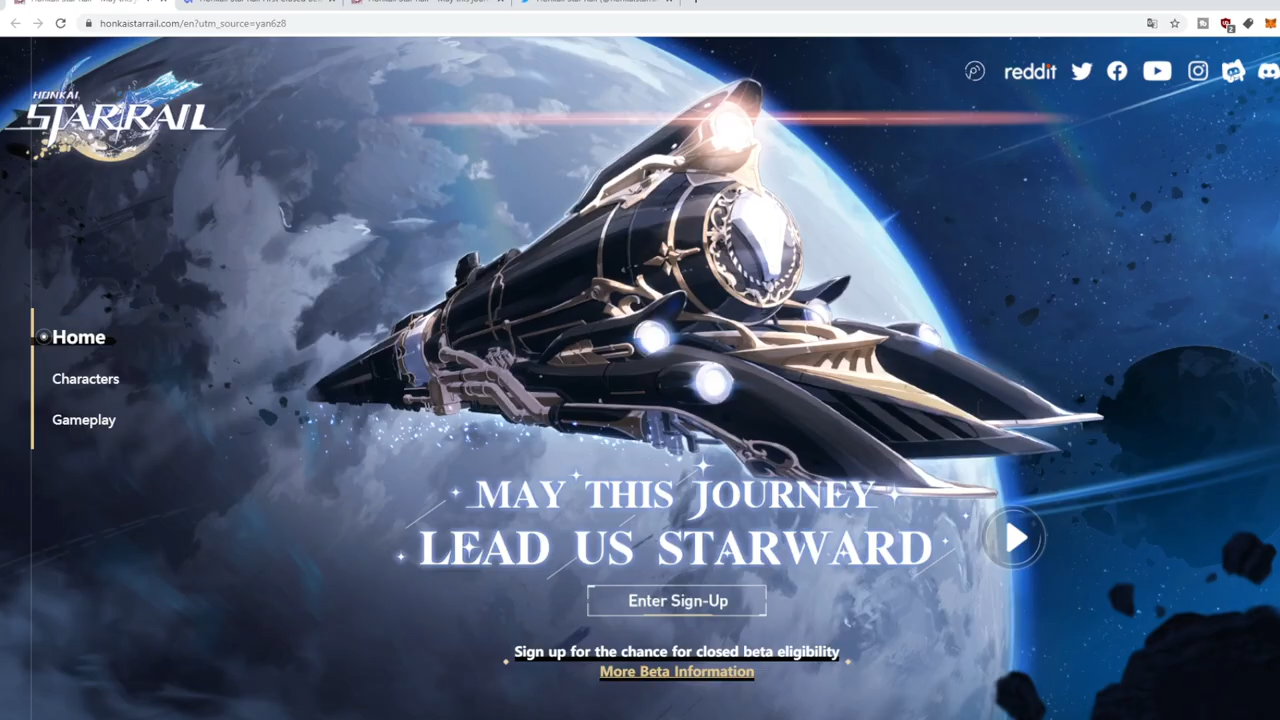 honkaistarrail.com/en?utm_source=yan6z8
reddit
HONKAI
STAR RAIL
Home
Characters
Gameplay
MAY THIS JOURNEY
LEAD US STARWARD
Enter Sign-Up
Sign up for the chance for closed beta eligibility
More Beta Information